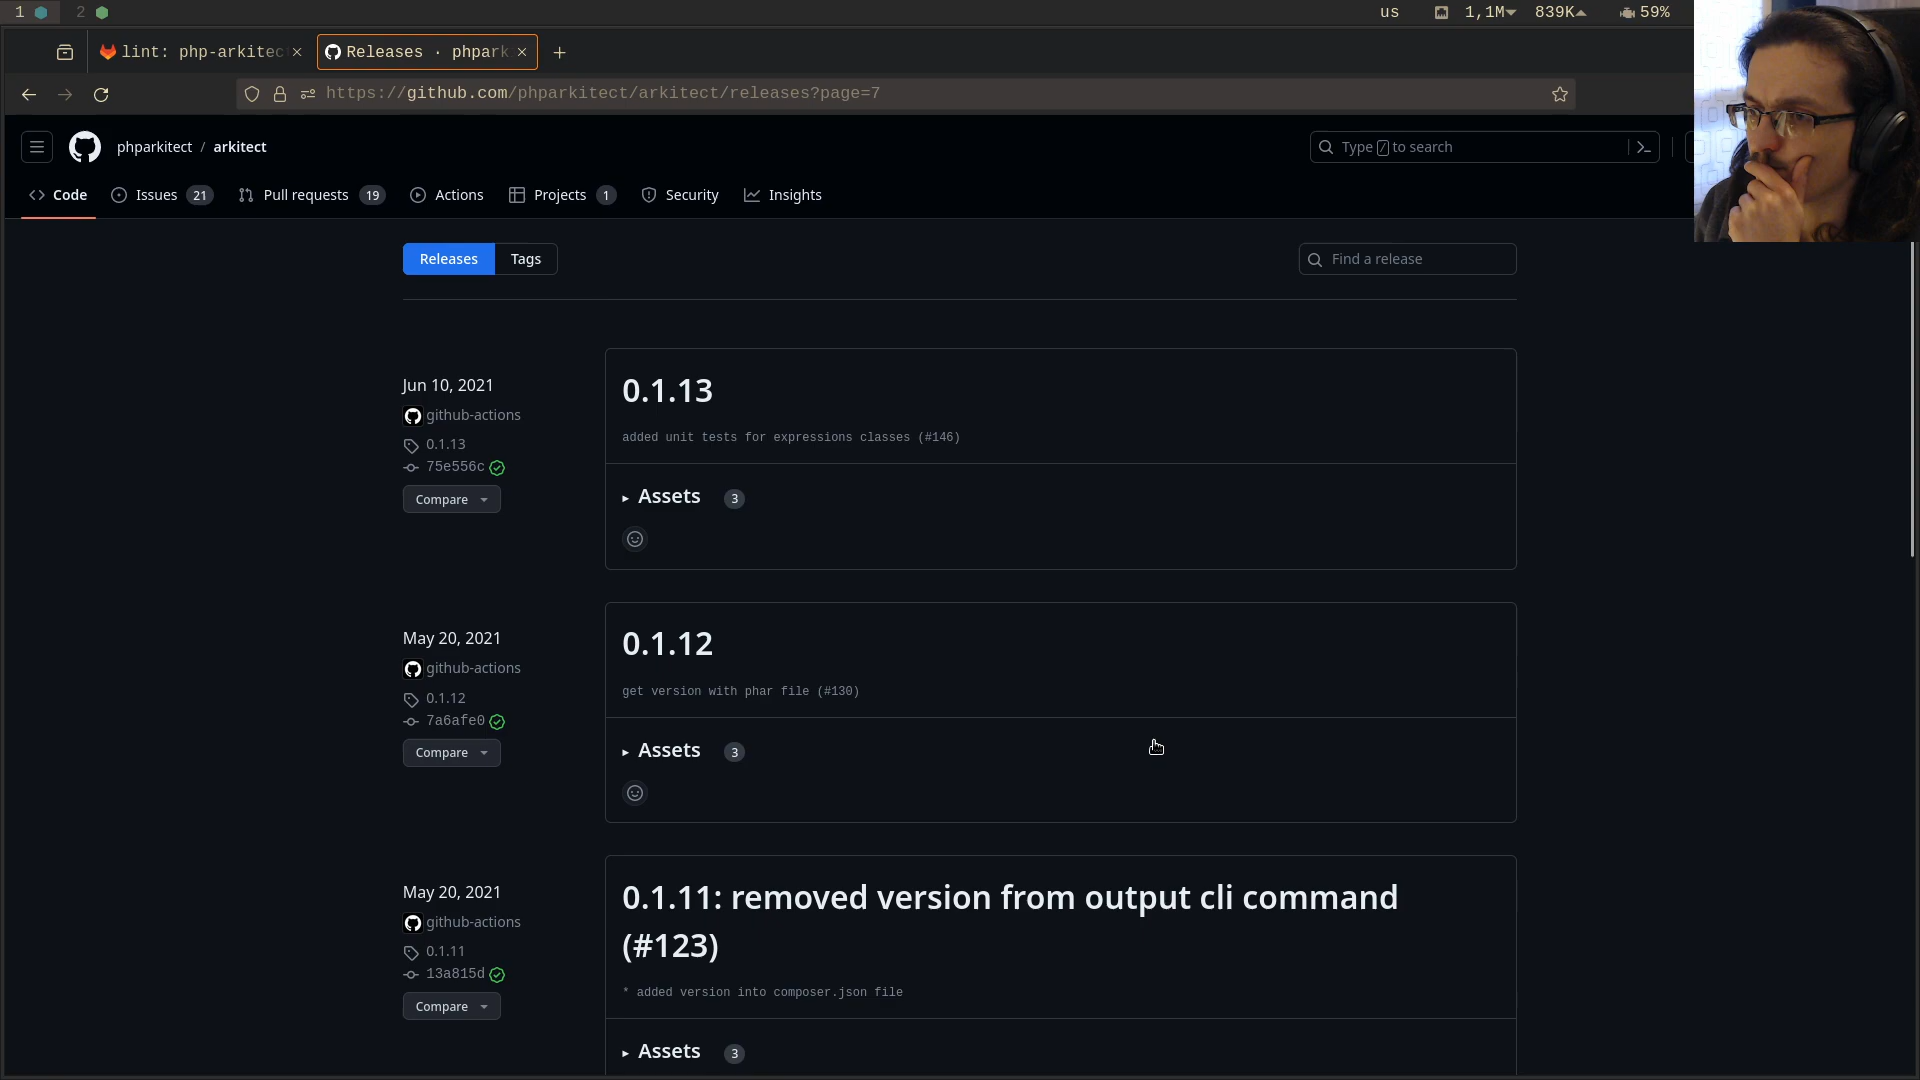 1 2 us 1,1M 839K 59%
lint: php-arkitec Releases · phpark
https://github.com/phparkitect/arkitect/releases?page=7
phparkitect / arkitect Type / to search
Code Issues 21 Pull requests 19 Actions Projects 1 Security Insights
Releases Tags Find a release
Jun 10, 2021
github-actions
0.1.13
75e556c
Compare
0.1.13
added unit tests for expressions classes (#146)
Assets 3
May 20, 2021
github-actions
0.1.12
7a6afe0
Compare
0.1.12
get version with phar file (#130)
Assets 3
May 20, 2021
github-actions
0.1.11
13a815d
Compare
0.1.11: removed version from output cli command
(#123)
* added version into composer.json file
Assets 3